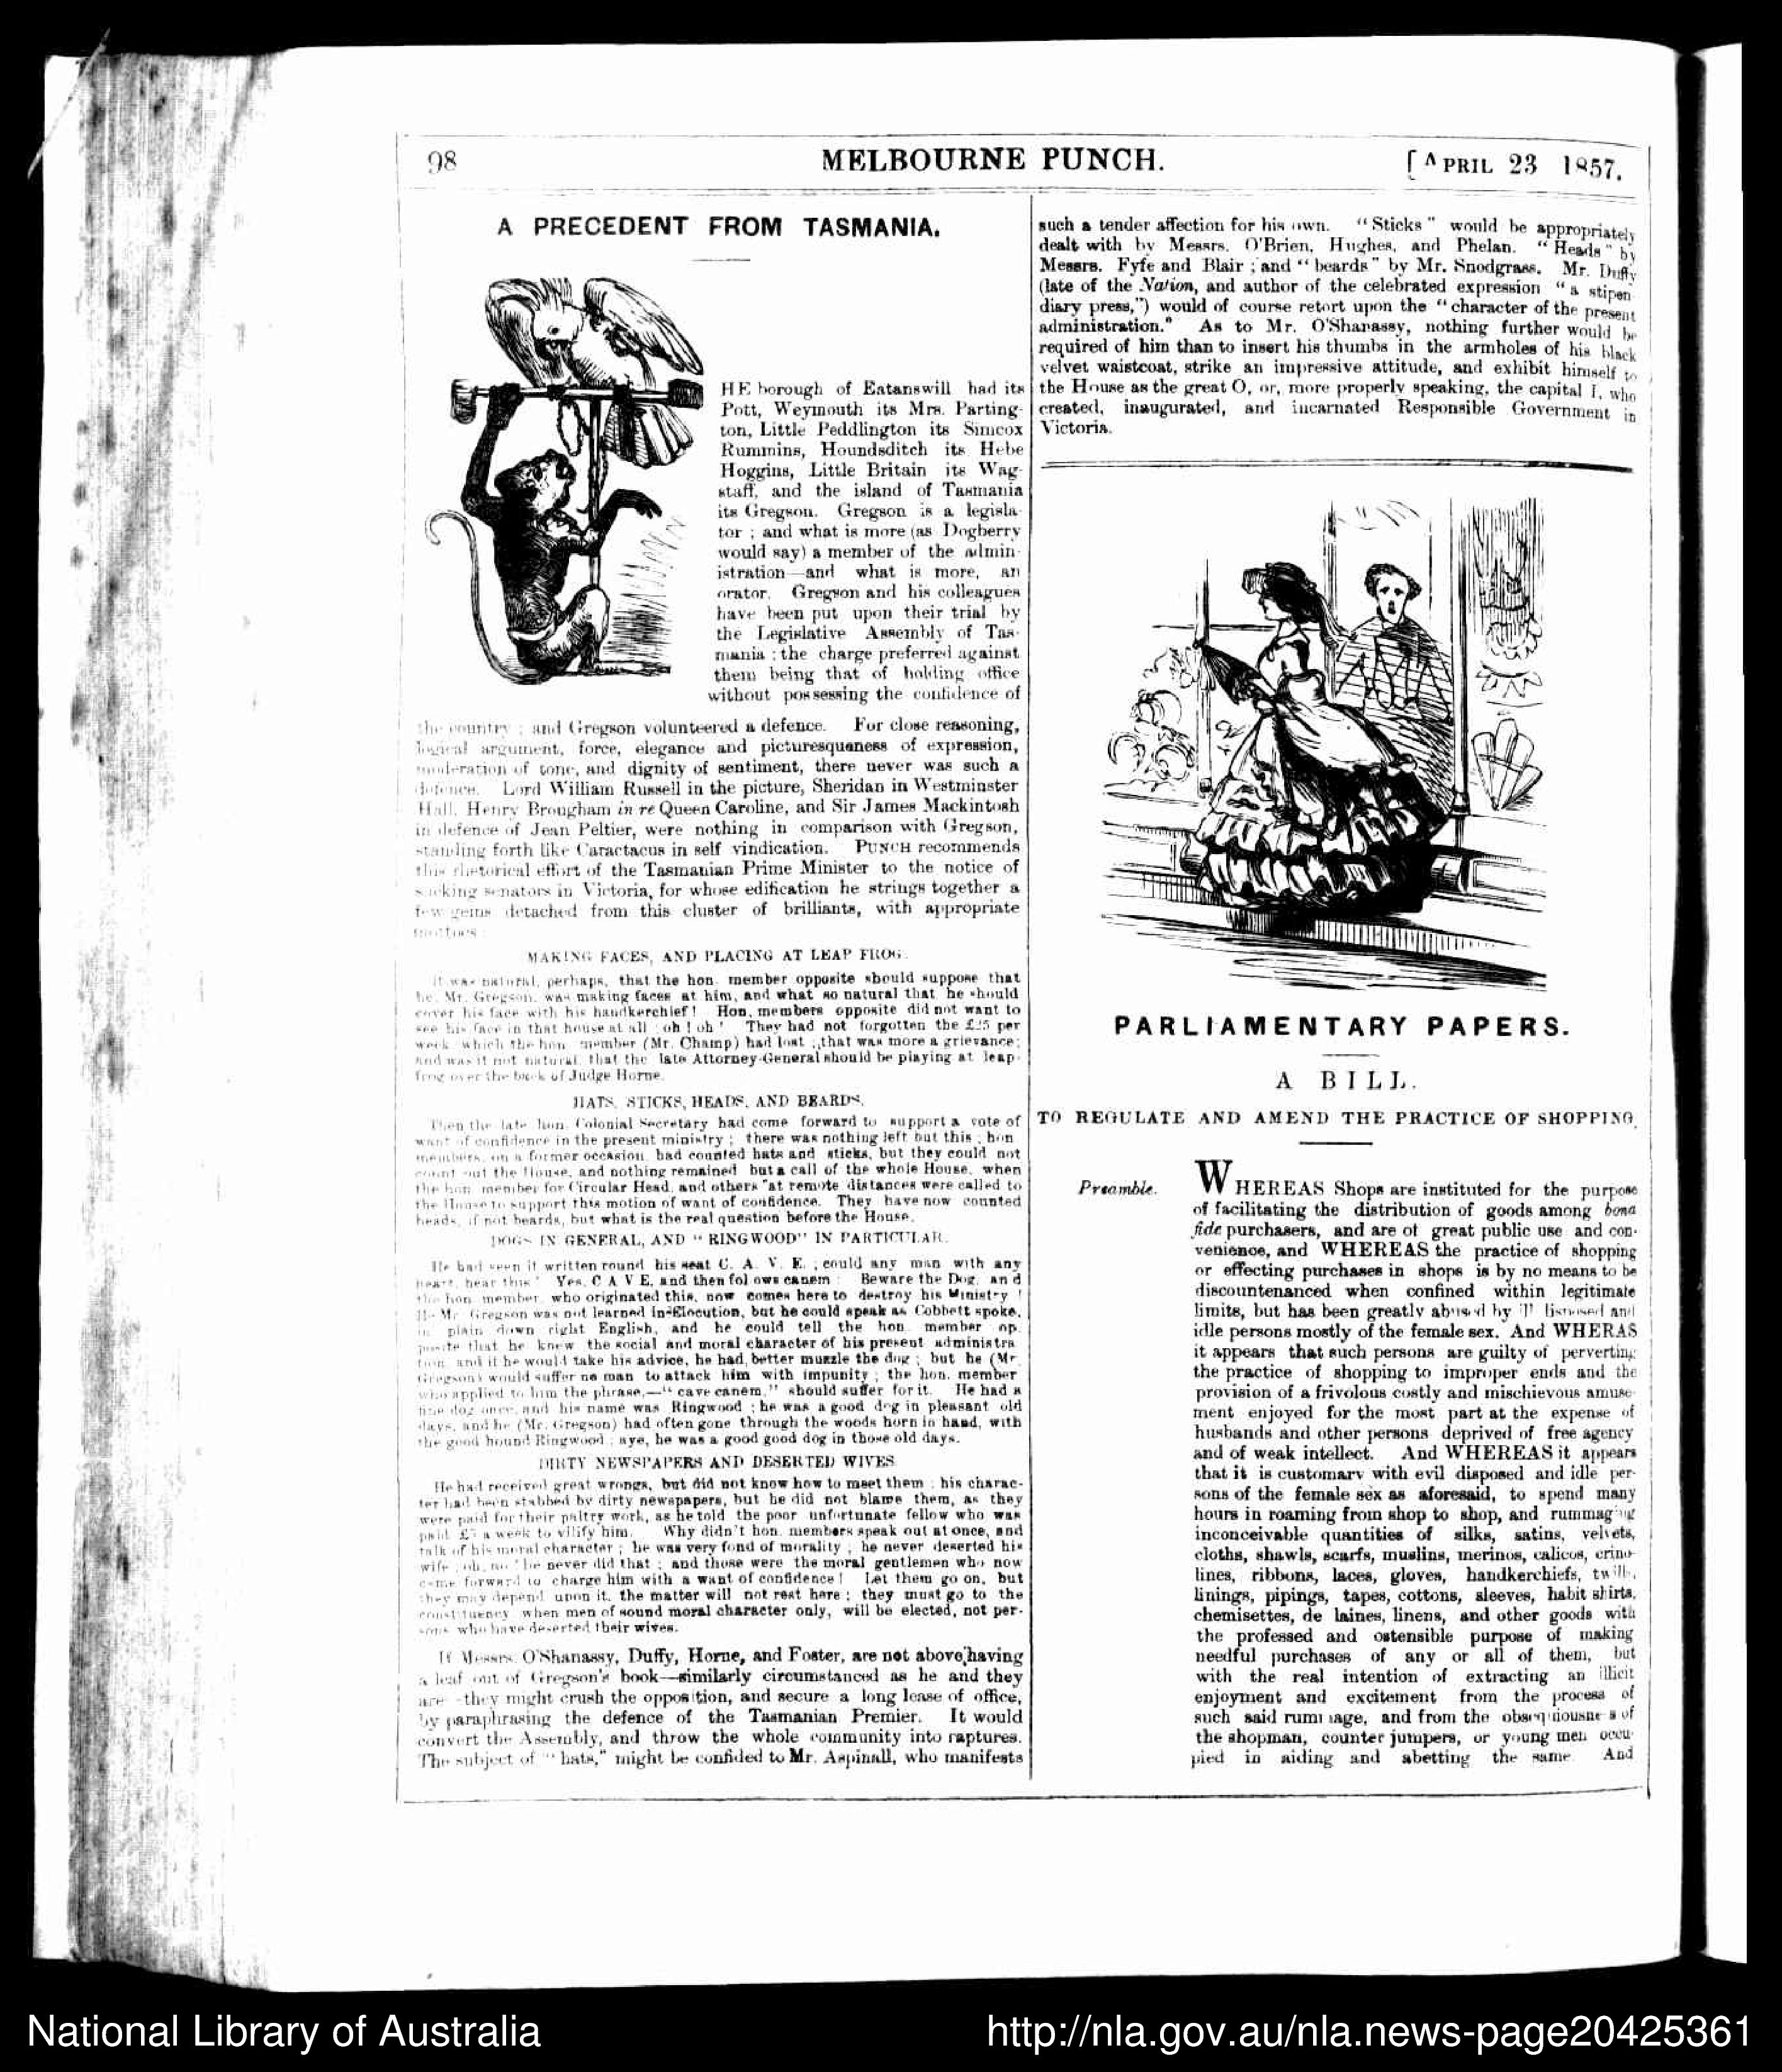 98
MELBOURNE PUNCH.
[APRIL 23 1857.
A PRECEDENT FROM TASMANIA.
HE borough of Eatanswill had its
Pott, Weymouth its Mrs. Parting-
ton, Little Peddlington its Simcox
Rummins, Houndsditch its Hebe
Hoggins, Little Britain its Wag-
staff, and the island of Tasmania
its Gregson. Gregson is a legisla-
tor ; and what is more (as Dogberry
would say) a member of the admin-
istration—and what is more, an
orator. Gregson and his colleagues
have been put upon their trial by
the Legislative Assembly of Tas-
mania ; the charge preferred against
them being that of holding office
without possessing the confidence of
the country ; and Gregson volunteered a defence. For close reasoning,
logical argument, force, elegance and picturesqueness of expression,
moderation of tone, and dignity of sentiment, there never was such a
defence. Lord William Russell in the picture, Sheridan in Westminster
Hall, Henry Brougham in re Queen Caroline, and Sir James Mackintosh
in defence of Jean Peltier, were nothing in comparison with Gregson,
standing forth like Caractacus in self vindication. PUNCH recommends
this rhetorical effort of the Tasmanian Prime Minister to the notice of
sucking senators in Victoria, for whose edification he strings together a
few gems detached from this cluster of brilliants, with appropriate
mottoes
MAKING FACES, AND PLACING AT LEAP FROG.
It was natural, perhaps, that the hon. member opposite should suppose that
he, Mr. Gregson, was making faces at him, and what so natural that he should
cover his face with his handkerchief ! Hon. members opposite did not want to
see his face in that house at all : oh ! oh ! They had not forgotten the £25 per
week which the hon. member (Mr. Champ) had lost ; that was more a grievance;
and was it not natural that the late Attorney-General should be playing at leap-
frog over the back of Judge Horne.
HATS, STICKS, HEADS, AND BEARDS.
Then the late hon. Colonial Secretary had come forward to support a vote of
want of confidence in the present ministry ; there was nothing left but this ; hon
members, on a former occasion, had counted hats and sticks, but they could not
count out the House, and nothing remained but a call of the whole House, when
the hon. member for Circular Head, and others at remote distances were called to
the House to support this motion of want of confidence. They have now counted
heads, if not beards, but what is the real question before the House.
DOGS IN GENERAL, AND "RINGWOOD" IN PARTICULAR.
He had seen it written round his seat C. A. V. E. ; could any man with any
heart, hear this ? Yes, C A V E, and then follows canem : Beware the Dog, and
the hon. member, who originated this, now comes here to destroy his Ministry !
He Mr. Gregson was not learned in Elocution, but he could speak as Cobbett spoke,
in plain down right English, and he could tell the hon. member op-
posite that he knew the social and moral character of his present administra
tion, and if he would take his advice, he had better muzzle the dog ; but he (Mr.
Gregson) would suffer no man to attack him with impunity ; the hon. member
who applied to him the phrase,—"cave canem," should suffer for it. He had a
fine dog once, and his name was Ringwood ; he was a good dog in pleasant old
days, and he (Mr. Gregson) had often gone through the woods horn in hand, with
the good hound Ringwood ; aye, he was a good good dog in those old days.
DIRTY NEWSPAPERS AND DESERTED WIVES
He had received great wrongs, but did not know how to meet them ; his charac-
ter had been stabbed by dirty newspapers, but he did not blame them, as they
were paid for their paltry work, as he told the poor unfortunate fellow who was
paid £5 a week to vilify him. Why didn't hon. members speak out at once, and
talk of his moral character ; he was very fond of morality ; he never deserted his
wife ; oh, no ! he never did that ; and those were the moral gentlemen who now
come forward to charge him with a want of confidence ! Let them go on, but
they may depend upon it, the matter will not rest here ; they must go to the
constituency when men of sound moral character only, will be elected, not per-
sons who have deserted their wives.
If Messrs. O'Shanassy, Duffy, Horne, and Foster, are not above having
a leaf out of Gregson's book—similarly circumstanced as he and they
are—they might crush the opposition, and secure a long lease of office,
by paraphrasing the defence of the Tasmanian Premier. It would
convert the Assembly, and throw the whole community into raptures.
The subject of "hats," might be confided to Mr. Aspinall, who manifests
such a tender affection for his own. "Sticks" would be appropriately
dealt with by Messrs. O'Brien, Hughes, and Phelan. "Heads" by
Messrs. Fyfe and Blair ; and "beards" by Mr. Snodgrass. Mr. Duffy
(late of the Nation, and author of the celebrated expression "a stipen-
diary press,") would of course retort upon the "character of the present
administration." As to Mr. O'Shanassy, nothing further would be
required of him than to insert his thumbs in the armholes of his black
velvet waistcoat, strike an impressive attitude, and exhibit himself to
the House as the great O, or, more properly speaking, the capital I, who
created, inaugurated, and incarnated Responsible Government in
Victoria.
PARLIAMENTARY PAPERS.
A BILL.
TO REGULATE AND AMEND THE PRACTICE OF SHOPPING.
Preamble.
WHEREAS Shops are instituted for the purpose
of facilitating the distribution of goods among bona
fide purchasers, and are ot great public use and con-
venience, and WHEREAS the practice of shopping
or effecting purchases in shops is by no means to be
discountenanced when confined within legitimate
limits, but has been greatly abused by ill disposed and
idle persons mostly of the female sex. And WHERAS
it appears that such persons are guilty of perverting
the practice of shopping to improper ends and the
provision of a frivolous costly and mischievous amuse-
ment enjoyed for the most part at the expense of
husbands and other persons deprived of free agency
and of weak intellect. And WHEREAS it appears
that it is customary with evil disposed and idle per-
sons of the female sex as aforesaid, to spend many
hours in roaming from shop to shop, and rummaging
inconceivable quantities of silks, satins, velvets,
cloths, shawls, scarfs, muslins, merinos, calicos, crino-
lines, ribbons, laces, gloves, handkerchiefs, twills,
linings, pipings, tapes, cottons, sleeves, habit shirts,
chemisettes, de laines, linens, and other goods with
the professed and ostensible purpose of making
needful purchases of any or all of them, but
with the real intention of extracting an illicit
enjoyment and excitement from the process of
such said rummage, and from the obsequiousness of
the shopman, counter jumpers, or young men occu-
pied in aiding and abetting the same And
National Library of Australia
http://nla.gov.au/nla.news-page20425361